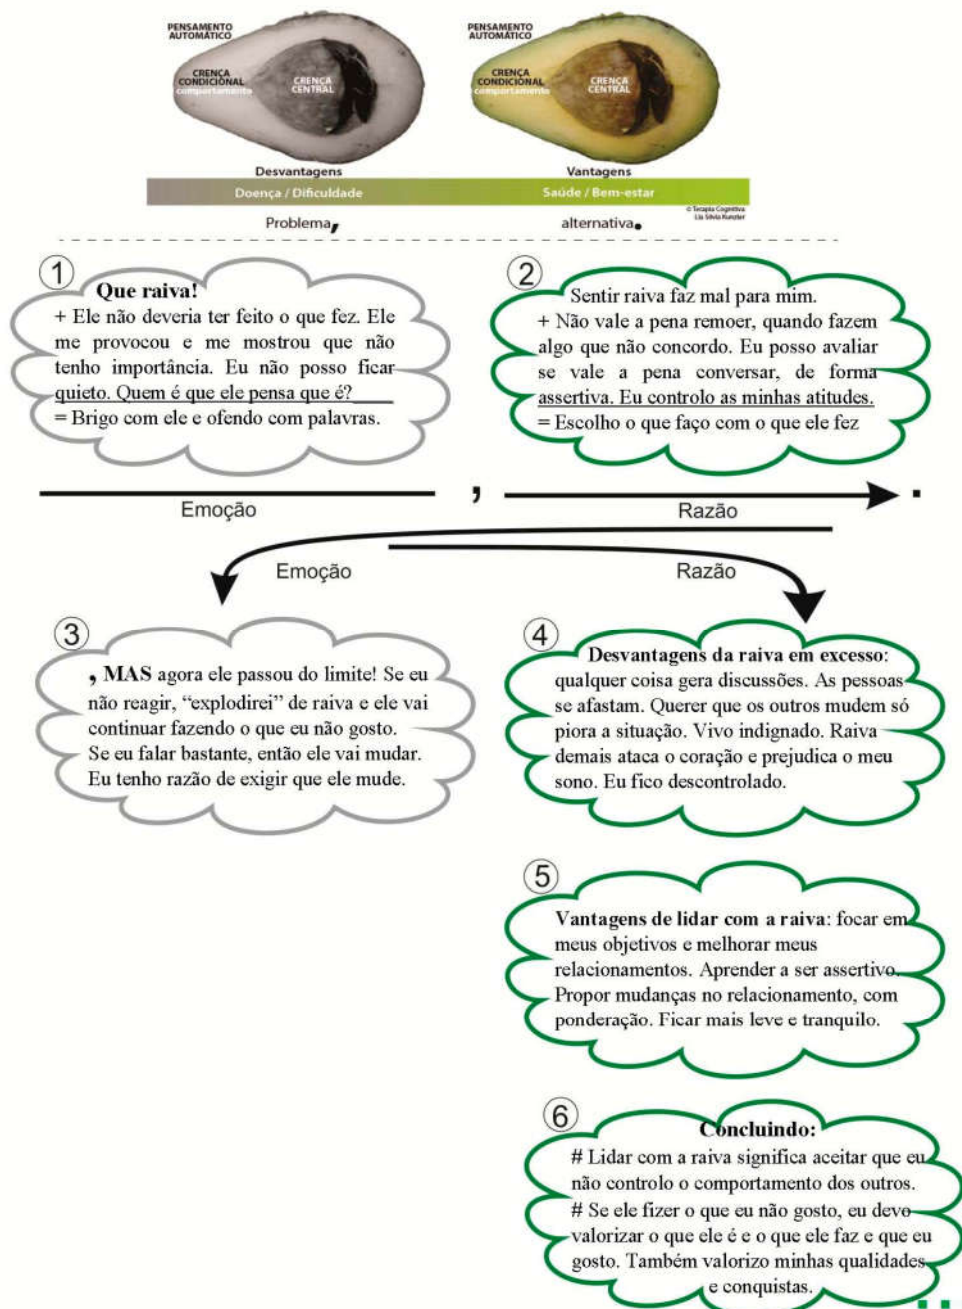 PENSAMENTO
AUTOMÁTICO
CRENÇA
CONDICIONAL
comportamento
CRENÇA
CENTRAL
Desvantagens
PENSAMENTO
AUTOMÁTICO
CRENÇA
CONDICIONAL
comportamento
CRENÇA
CENTRAL
Vantagens
Doença / Dificuldade
Saúde / Bem-estar
© Terapia Cognitiva
Lia Silvia Kunzler
Problema,
alternativa.
1
Que raiva!
+ Ele não deveria ter feito o que fez. Ele
me provocou e me mostrou que não
tenho importância. Eu não posso ficar
quieto. Quem é que ele pensa que é?
= Brigo com ele e ofendo com palavras.
2
Sentir raiva faz mal para mim.
+ Não vale a pena remoer, quando fazem
algo que não concordo. Eu posso avaliar
se vale a pena conversar, de forma
assertiva. Eu controlo as minhas atitudes.
= Escolho o que faço com o que ele fez
Emoção
,
Razão
.
Emoção
Razão
3
, MAS agora ele passou do limite! Se eu
não reagir, “explodirei” de raiva e ele vai
continuar fazendo o que eu não gosto.
Se eu falar bastante, então ele vai mudar.
Eu tenho razão de exigir que ele mude.
4
Desvantagens da raiva em excesso:
qualquer coisa gera discussões. As pessoas
se afastam. Querer que os outros mudem só
piora a situação. Vivo indignado. Raiva
demais ataca o coração e prejudica o meu
sono. Eu fico descontrolado.
5
Vantagens de lidar com a raiva: focar em
meus objetivos e melhorar meus
relacionamentos. Aprender a ser assertivo.
Propor mudanças no relacionamento, com
ponderação. Ficar mais leve e tranquilo.
6
Concluindo:
# Lidar com a raiva significa aceitar que eu
não controlo o comportamento dos outros.
# Se ele fizer o que eu não gosto, eu devo
valorizar o que ele é e o que ele faz e que eu
gosto. Também valorizo minhas qualidades
e conquistas.